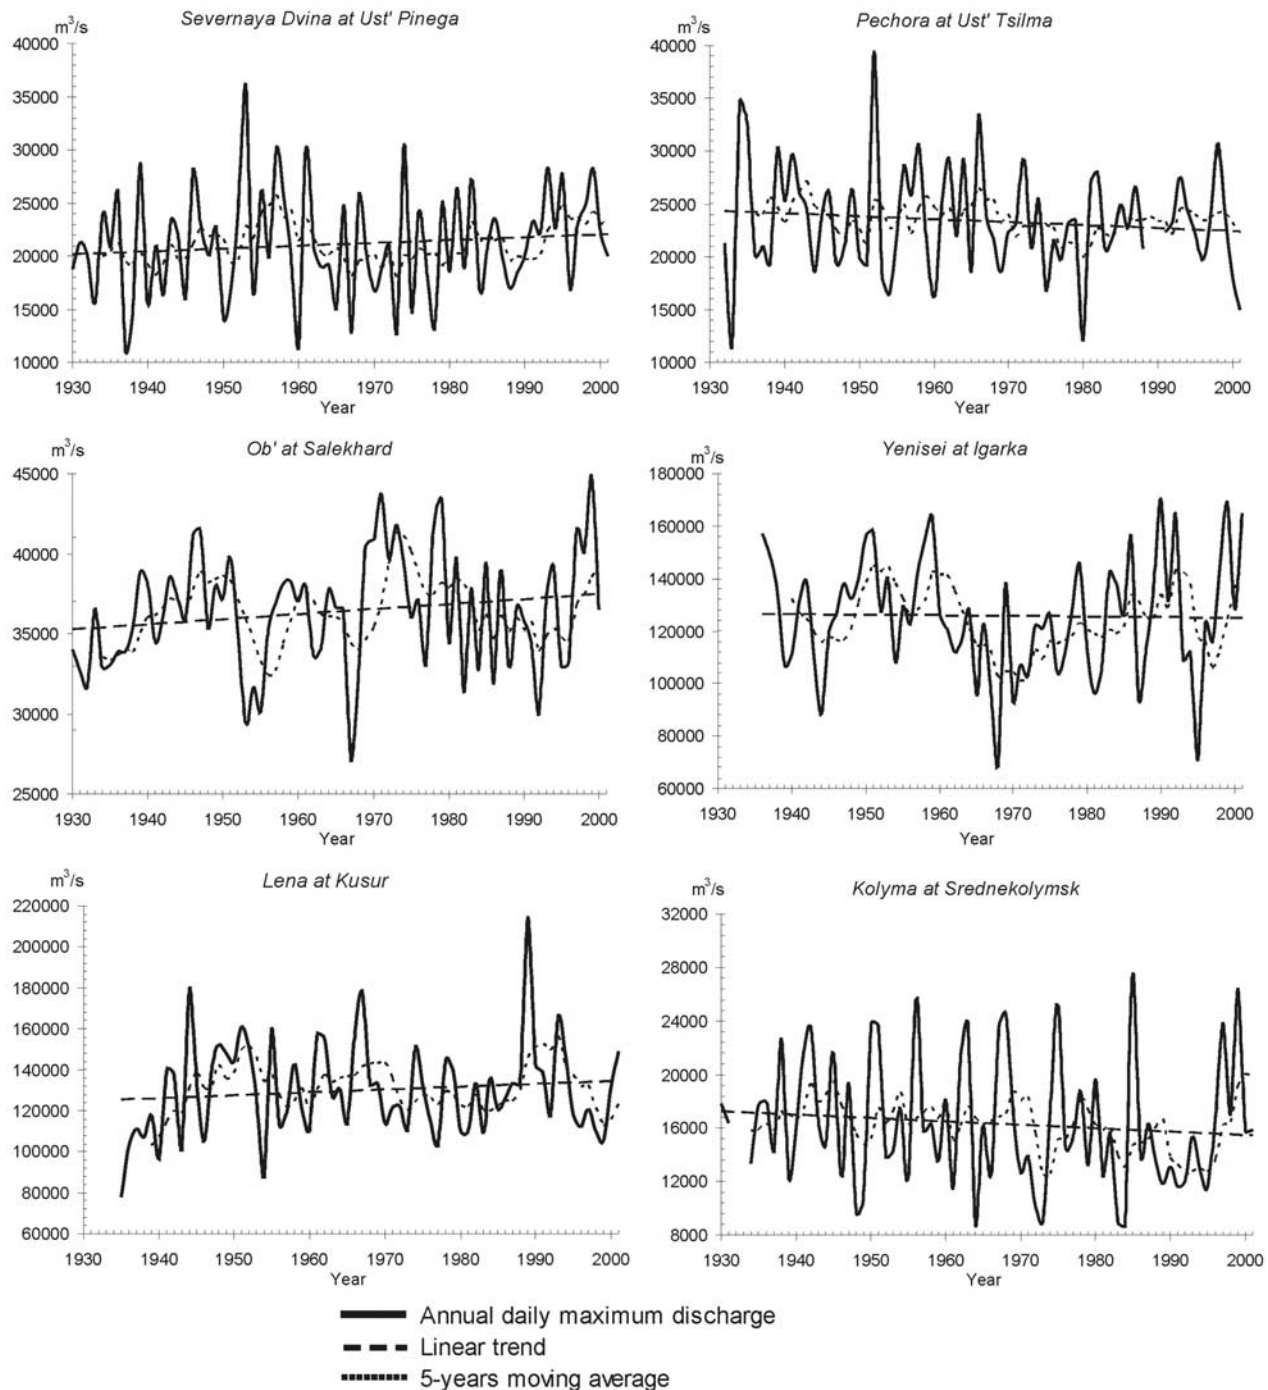 Severnaya Dvina at Ust' Pinega
m³/s
40000
35000
30000
25000
20000
15000
10000
1930 1940 1950 1960 1970 1980 1990 2000
Year
Pechora at Ust' Tsilma
m³/s
40000
35000
30000
25000
20000
15000
10000
1930 1940 1950 1960 1970 1980 1990 2000
Year
Ob' at Salekhard
m³/s
45000
40000
35000
30000
25000
1930 1940 1950 1960 1970 1980 1990 2000
Year
Yenisei at Igarka
m³/s
180000
160000
140000
120000
100000
80000
60000
1930 1940 1950 1960 1970 1980 1990 2000
Year
Lena at Kusur
m³/s
220000
200000
180000
160000
140000
120000
100000
80000
60000
1930 1940 1950 1960 1970 1980 1990 2000
Year
Kolyma at Srednekolymsk
m³/s
32000
28000
24000
20000
16000
12000
8000
1930 1940 1950 1960 1970 1980 1990 2000
Year
Annual daily maximum discharge
Linear trend
5-years moving average